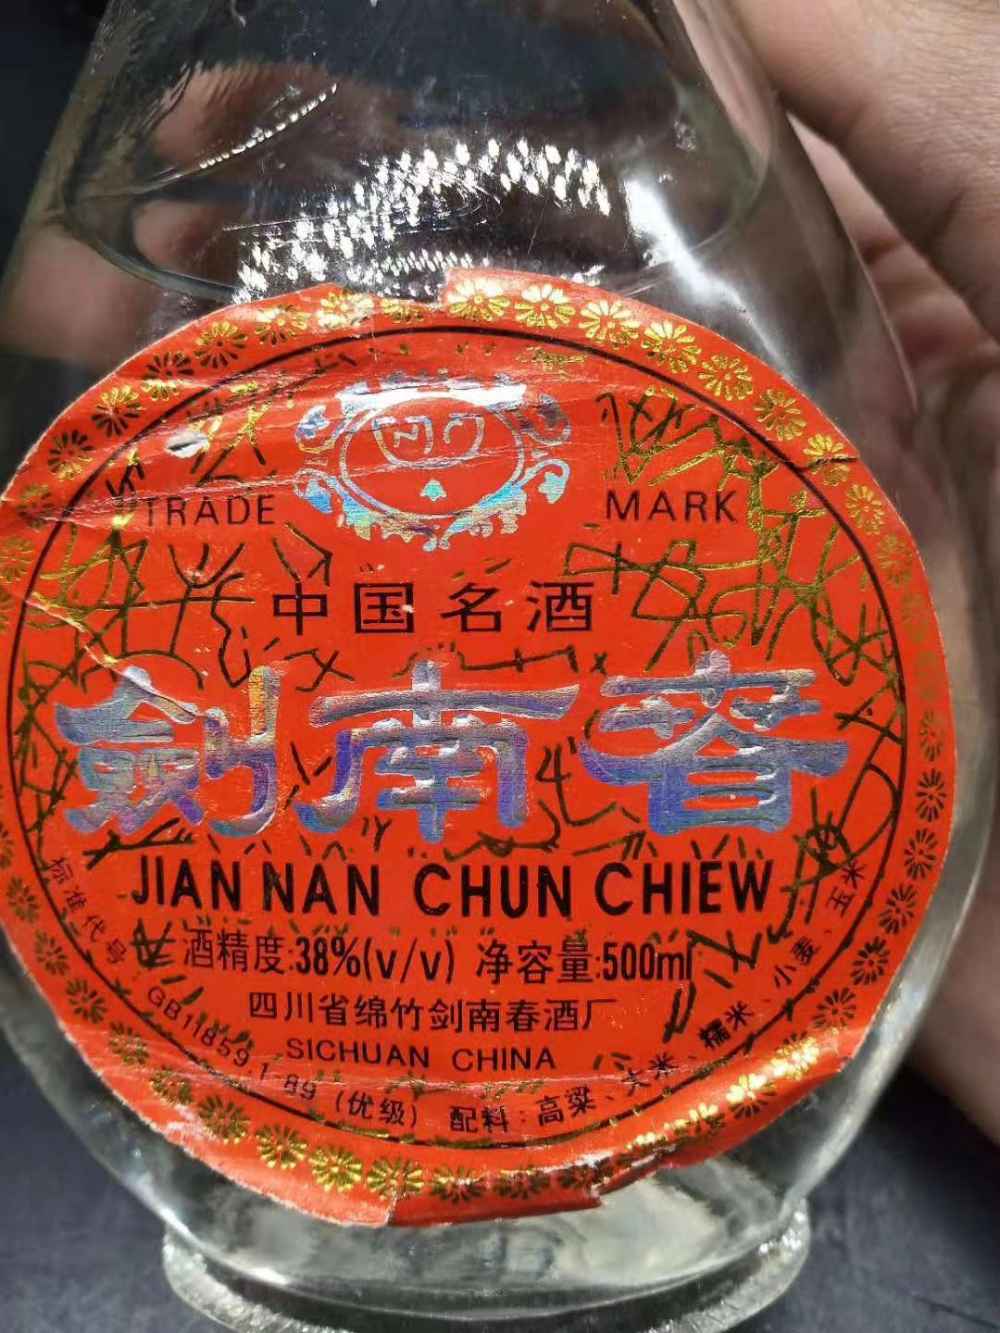 TRADE MARK
中国名酒
劍南春
JIAN NAN CHUN CHIEW
酒精度:38%(v/v) 净容量:500ml
四川省绵竹剑南春酒厂
SICHUAN CHINA
标准代号 GB11859.1-89 (优级) 配料:高粱、大米、糯米、小麦、玉米